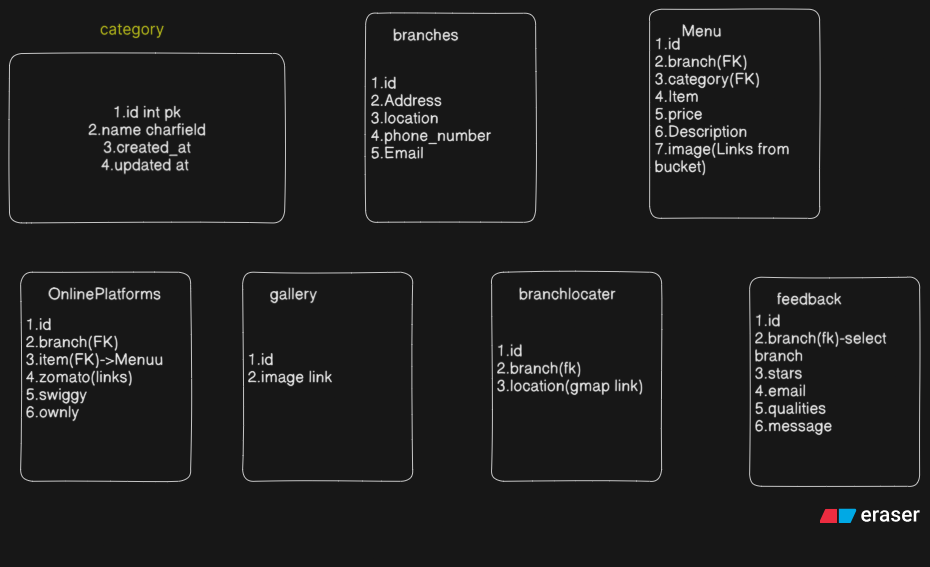 category
1.id int pk
2.name charfield
3.created_at
4.updated at
branches
1.id
2.Address
3.location
4.phone_number
5.Email
Menu
1.id
2.branch(FK)
3.category(FK)
4.Item
5.price
6.Description
7.image(Links from
bucket)
OnlinePlatforms
1.id
2.branch(FK)
3.item(FK)->Menuu
4.zomato(links)
5.swiggy
6.ownly
gallery
1.id
2.image link
branchlocater
1.id
2.branch(fk)
3.location(gmap link)
feedback
1.id
2.branch(fk)-select
branch
3.stars
4.email
5.qualities
6.message
eraser